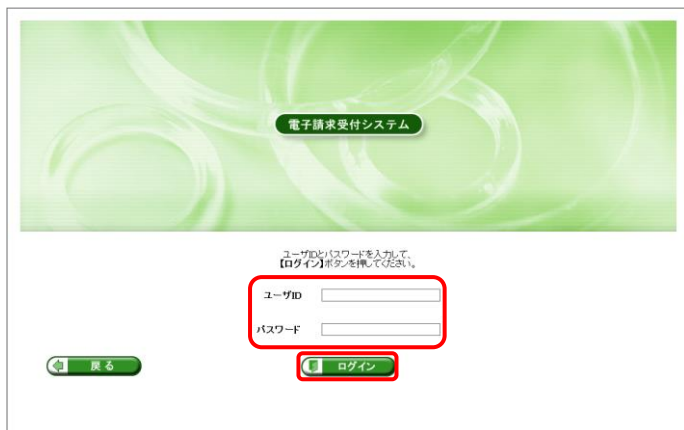 電子請求受付システム
ユーザIDとパスワードを入力して、
【ログイン】ボタンを押してください。
ユーザID
パスワード
戻る
ログイン